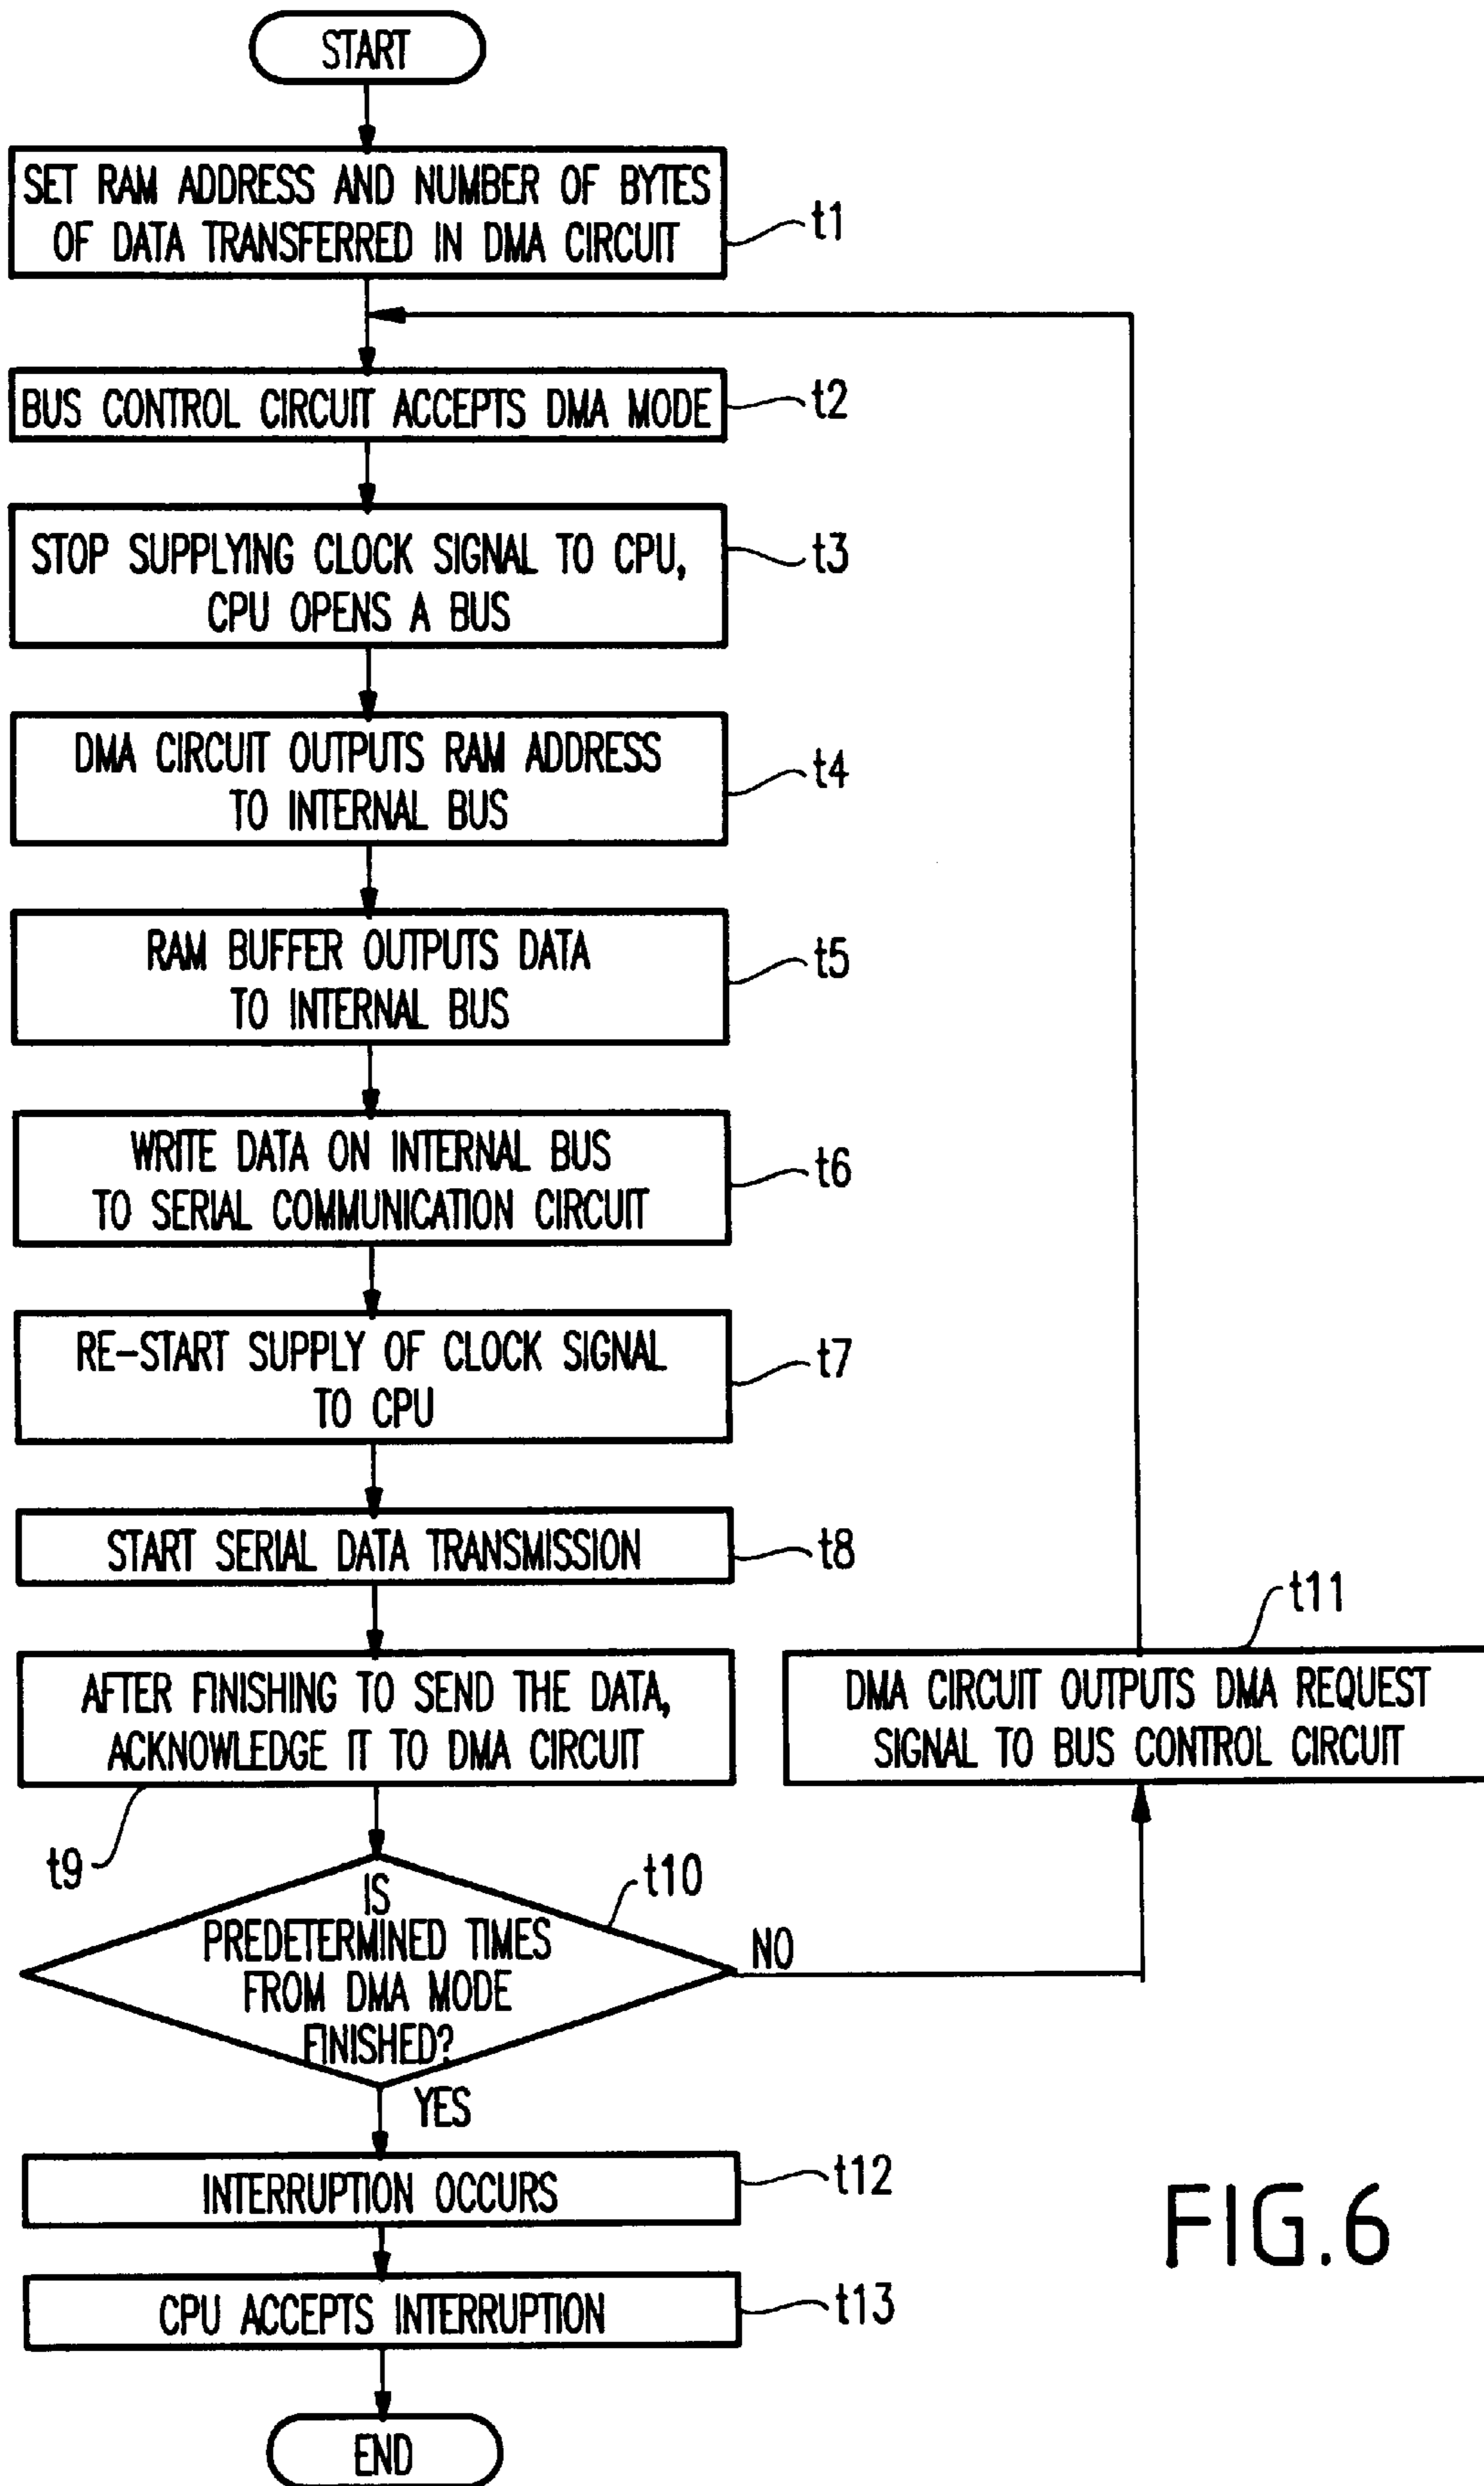 START
SET RAM ADDRESS AND NUMBER OF BYTES
OF DATA TRANSFERRED IN DMA CIRCUIT
t1
BUS CONTROL CIRCUIT ACCEPTS DMA MODE
t2
STOP SUPPLYING CLOCK SIGNAL TO CPU,
CPU OPENS A BUS
t3
DMA CIRCUIT OUTPUTS RAM ADDRESS
TO INTERNAL BUS
t4
RAM BUFFER OUTPUTS DATA
TO INTERNAL BUS
t5
WRITE DATA ON INTERNAL BUS
TO SERIAL COMMUNICATION CIRCUIT
t6
RE-START SUPPLY OF CLOCK SIGNAL
TO CPU
t7
START SERIAL DATA TRANSMISSION
t8
AFTER FINISHING TO SEND THE DATA,
ACKNOWLEDGE IT TO DMA CIRCUIT
t9
t11
DMA CIRCUIT OUTPUTS DMA REQUEST
SIGNAL TO BUS CONTROL CIRCUIT
IS
PREDETERMINED TIMES
FROM DMA MODE
FINISHED?
t10
NO
YES
INTERRUPTION OCCURS
t12
CPU ACCEPTS INTERRUPTION
t13
END
FIG.6